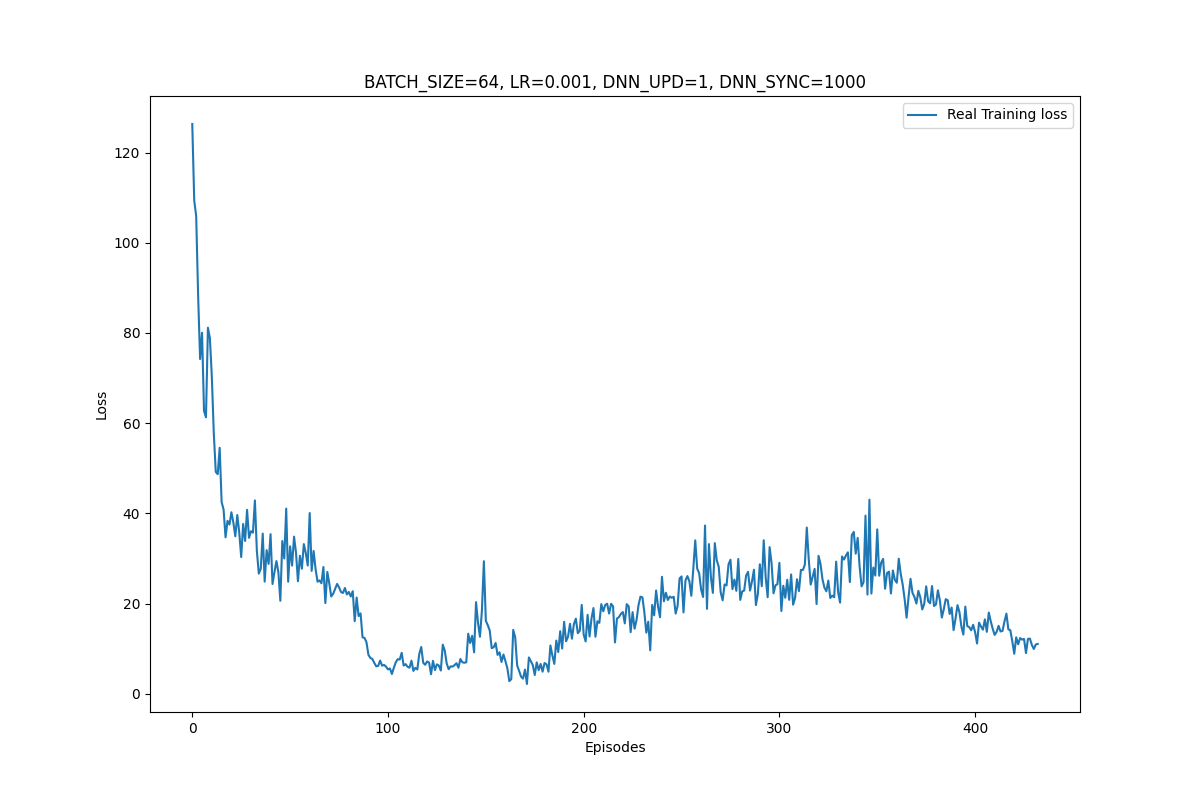 BATCH_SIZE=64, LR=0.001, DNN_UPD=1, DNN_SYNC=1000
Real Training loss
120
100
80
60
40
20
0
Loss
0 100 200 300 400
Episodes